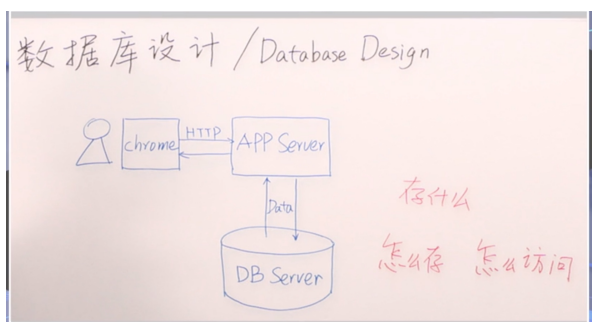 数据库设计/Database Design
HTTP
chrome
APP Server
Data
存什么
怎么存 怎么访问
DB Server